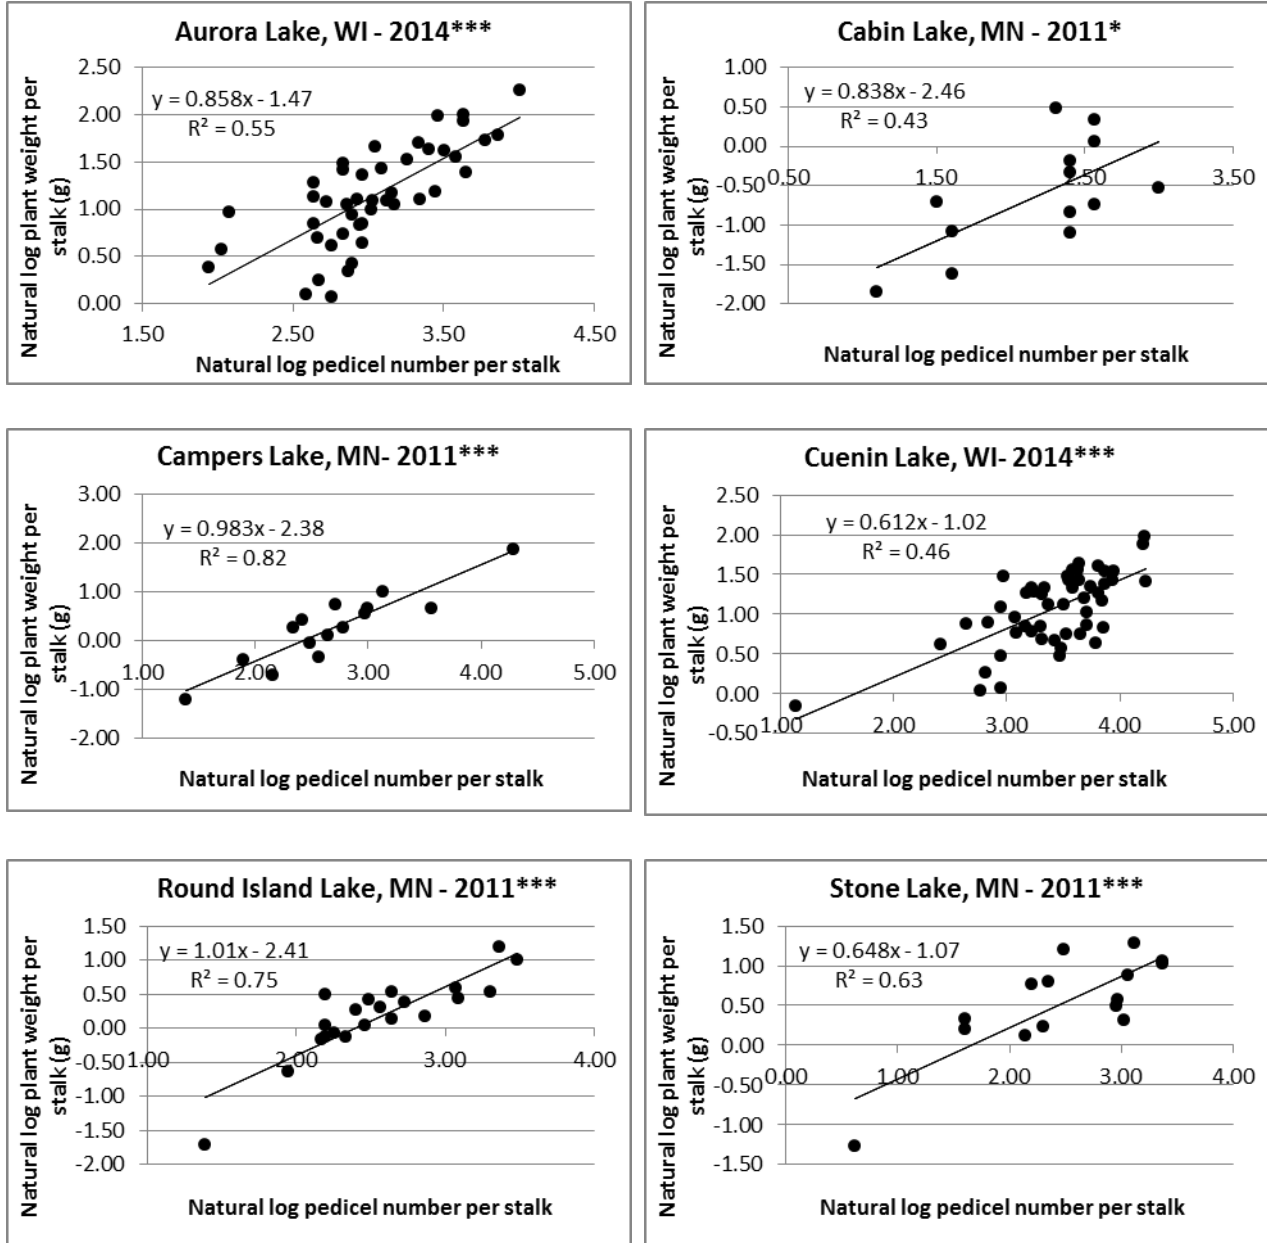 Aurora Lake, WI - 2014***
Natural log plant weight per
stalk (g)
2.50
2.00
1.50
1.00
0.50
0.00
y = 0.858x - 1.47
R² = 0.55
1.50 2.50 3.50 4.50
Natural log pedicel number per stalk
Cabin Lake, MN - 2011*
Natural log plant weight per
stalk (g)
1.00
0.50
0.00
-0.50
-1.00
-1.50
-2.00
y = 0.838x - 2.46
R² = 0.43
0.50 1.50 2.50 3.50
Natural log pedicel number per stalk
Campers Lake, MN- 2011***
Natural log plant weight per
stalk (g)
3.00
2.00
1.00
0.00
-1.00
-2.00
y = 0.983x - 2.38
R² = 0.82
1.00 2.00 3.00 4.00 5.00
Natural log pedicel number per stalk
Cuenin Lake, WI- 2014***
Natural log plant weight per
stalk (g)
2.50
2.00
1.50
1.00
0.50
0.00
-0.50
y = 0.612x - 1.02
R² = 0.46
1.00 2.00 3.00 4.00 5.00
Natural log pedicel number per stalk
Round Island Lake, MN - 2011***
Natural log plant weight per
stalk (g)
1.50
1.00
0.50
0.00
-0.50
-1.00
-1.50
-2.00
y = 1.01x - 2.41
R² = 0.75
1.00 2.00 3.00 4.00
Natural log pedicel number per stalk
Stone Lake, MN - 2011***
Natural log plant weight per
stalk (g)
1.50
1.00
0.50
0.00
-0.50
-1.00
-1.50
y = 0.648x - 1.07
R² = 0.63
0.00 1.00 2.00 3.00 4.00
Natural log pedicel number per stalk